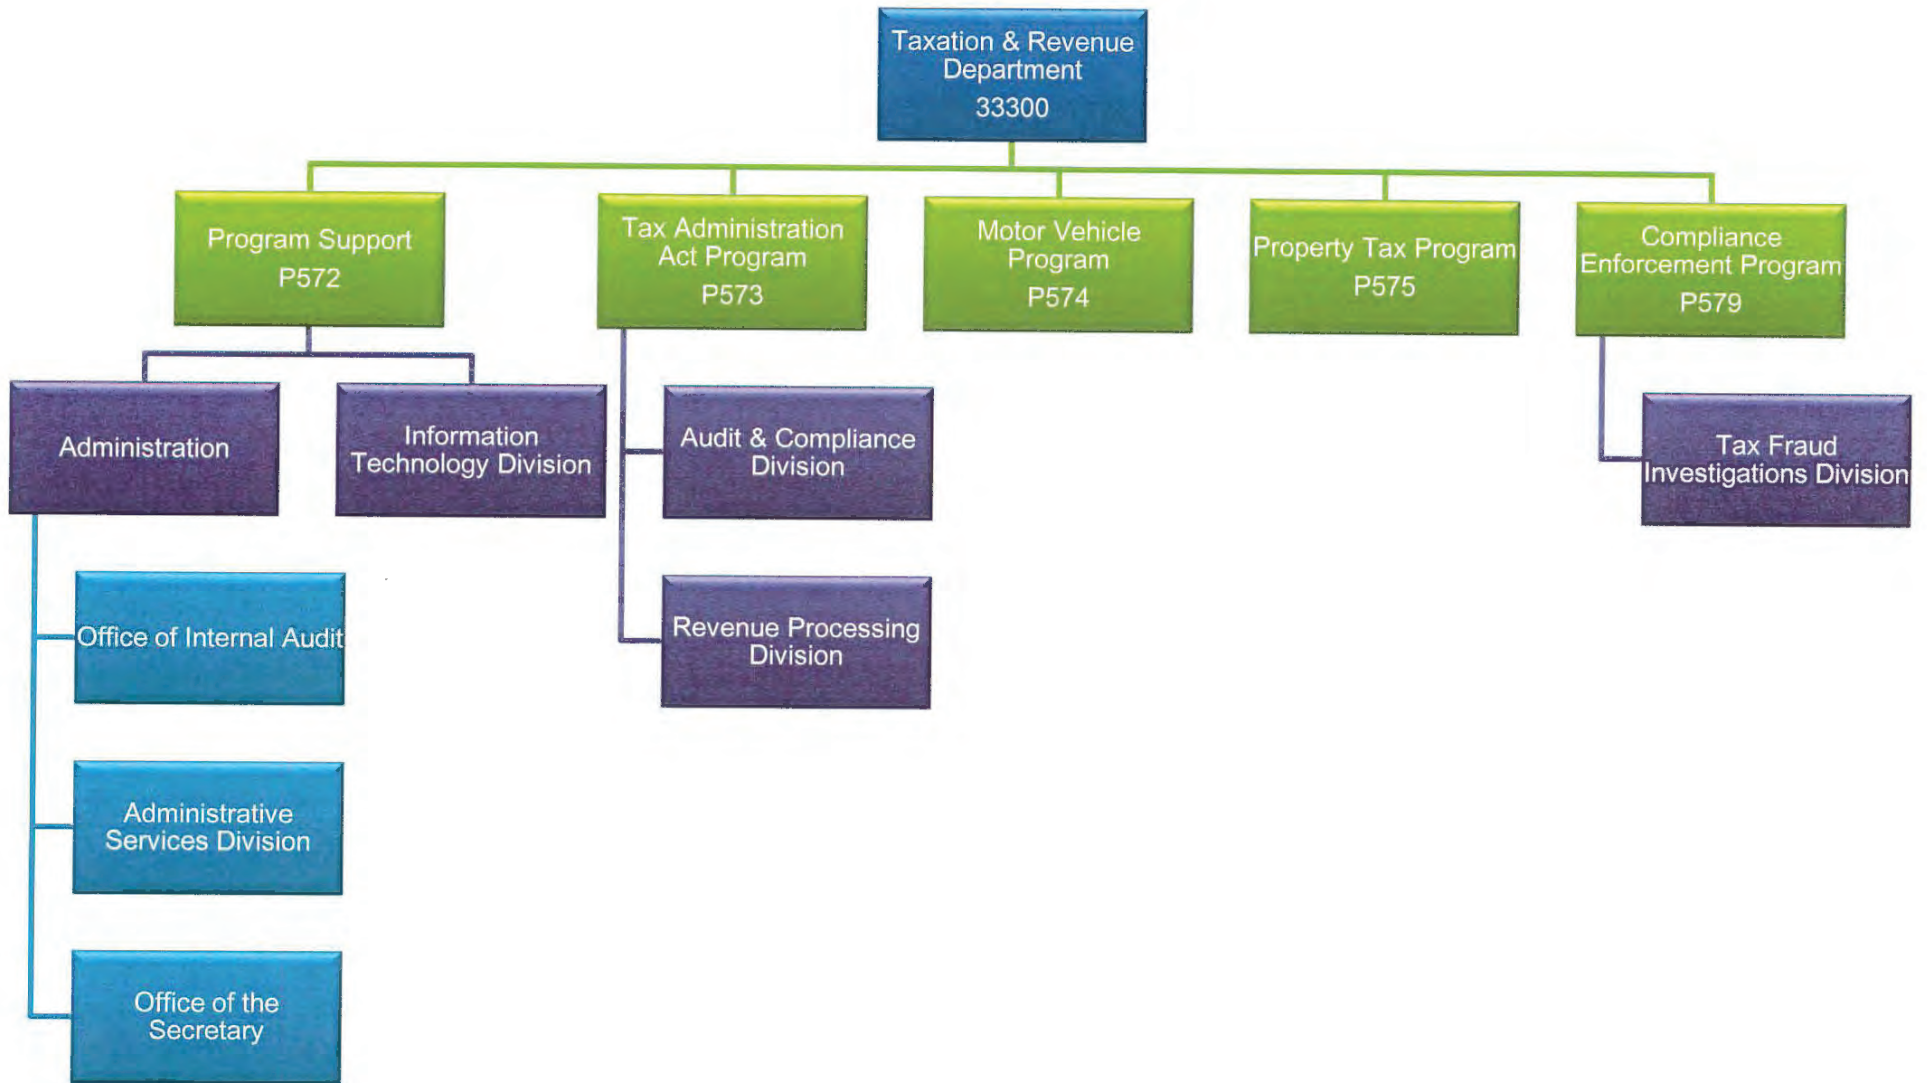 Taxation & Revenue
Department
33300
Program Support
P572
Tax Administration
Act Program
P573
Motor Vehicle
Program
P574
Property Tax Program
P575
Compliance
Enforcement Program
P579
Administration
Information
Technology Division
Audit & Compliance
Division
Tax Fraud
Investigations Division
Office of Internal Audit
Revenue Processing
Division
Administrative
Services Division
Office of the
Secretary